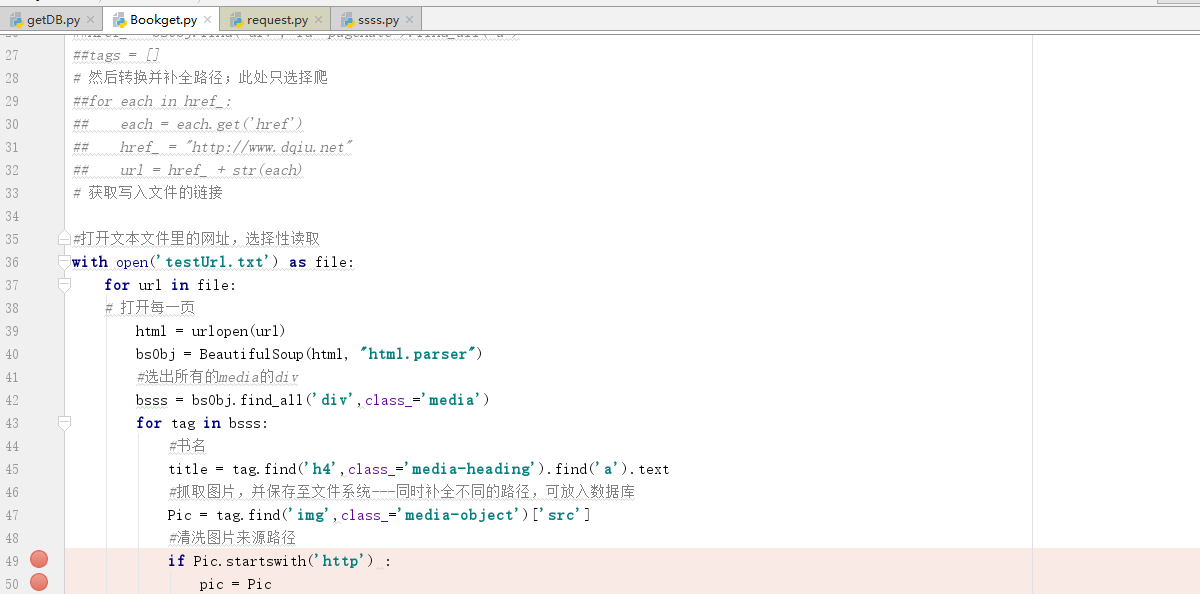 getDB.py Bookget.py request.py ssss.py
27 ##tags = []
28 # 然后转换并补全路径；此处只选择爬
29 ##for each in href_:
30 ##    each = each.get('href')
31 ##    href_ = "http://www.dqiu.net"
32 ##    url = href_ + str(each)
33 # 获取写入文件的链接
34
35 #打开文本文件里的网址，选择性读取
36 with open('testUrl.txt') as file:
37     for url in file:
38     # 打开每一页
39         html = urlopen(url)
40         bsObj = BeautifulSoup(html, "html.parser")
41         #选出所有的media的div
42         bsss = bsObj.find_all('div',class_='media')
43         for tag in bsss:
44             #书名
45             title = tag.find('h4',class_='media-heading').find('a').text
46             #抓取图片，并保存至文件系统---同时补全不同的路径，可放入数据库
47             Pic = tag.find('img',class_='media-object')['src']
48             #清洗图片来源路径
49             if Pic.startswith('http') :
50                 pic = Pic